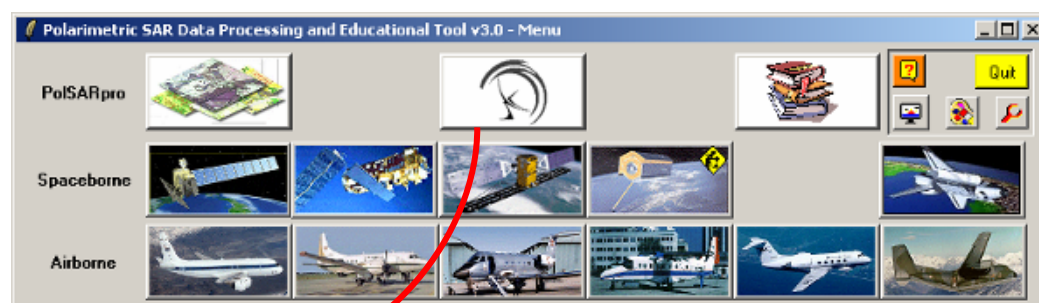 Polarimetric SAR Data Processing and Educational Tool v3.0 - Menu
PolSARpro
?
Quit
Spaceborne
Airborne